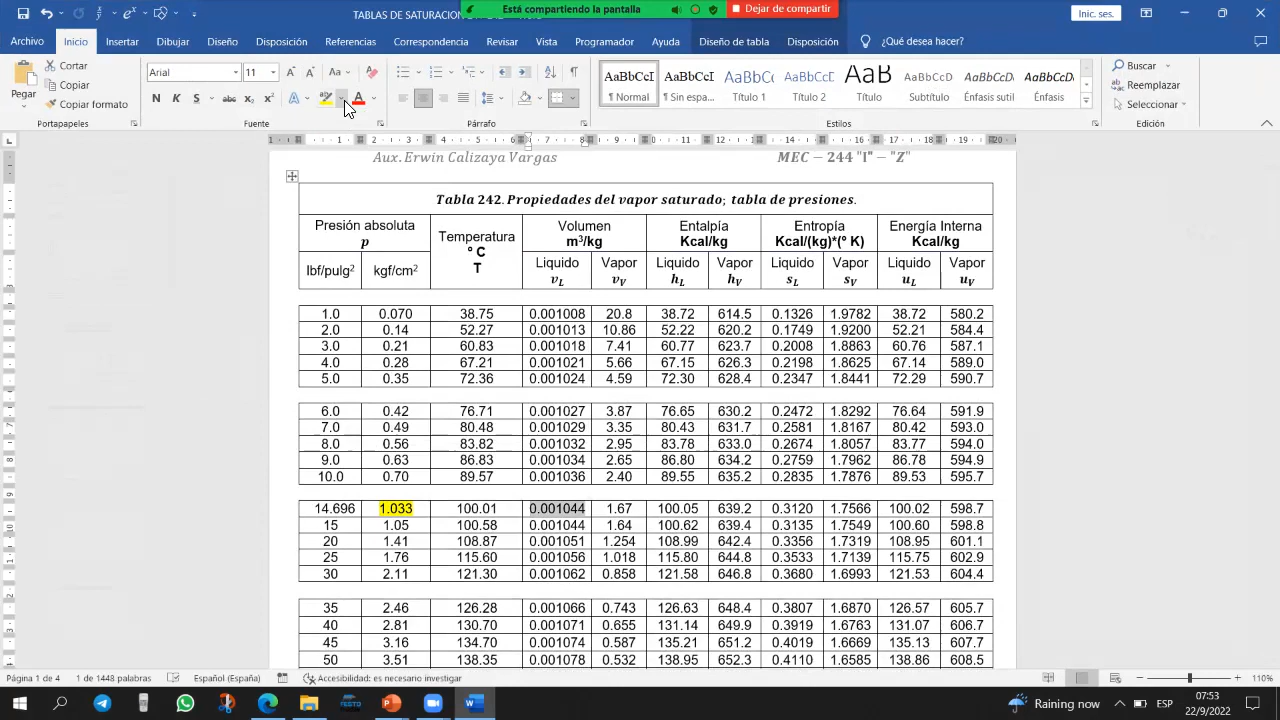 TABLAS DE SATURACION
Está compartiendo la pantalla
Dejar de compartir
Inic. ses.
Archivo Inicio Insertar Dibujar Diseño Disposición Referencias Correspondencia Revisar Vista Programador Ayuda Diseño de tabla Disposición ¿Qué desea hacer?
Pegar
Cortar
Copiar
Copiar formato
Arial 11
Aa
N K S abc x₂ x²
AaBbCcD AaBbCcD AaBbCc AaBbCcC AaB AaBbCcD AaBbCcDa AaBbCcDa
¶ Normal ¶ Sin espa... Título 1 Título 2 Título Subtítulo Énfasis sutil Énfasis
Buscar
Reemplazar
Seleccionar
Portapapeles Fuente Párrafo Estilos Edición
Aux. Erwin Calizaya Vargas MEC − 244 "I" − "Z"
Tabla 242. Propiedades del vapor saturado; tabla de presiones.
Presión absoluta p Temperatura º C T Volumen m³/kg Entalpía Kcal/kg Entropía Kcal/(kg)*(º K) Energía Interna Kcal/kg
lbf/pulg² kgf/cm² Liquido vL Vapor vV Liquido hL Vapor hV Liquido sL Vapor sV Liquido uL Vapor uV
1.0 0.070 38.75 0.001008 20.8 38.72 614.5 0.1326 1.9782 38.72 580.2
2.0 0.14 52.27 0.001013 10.86 52.22 620.2 0.1749 1.9200 52.21 584.4
3.0 0.21 60.83 0.001018 7.41 60.77 623.7 0.2008 1.8863 60.76 587.1
4.0 0.28 67.21 0.001021 5.66 67.15 626.3 0.2198 1.8625 67.14 589.0
5.0 0.35 72.36 0.001024 4.59 72.30 628.4 0.2347 1.8441 72.29 590.7
6.0 0.42 76.71 0.001027 3.87 76.65 630.2 0.2472 1.8292 76.64 591.9
7.0 0.49 80.48 0.001029 3.35 80.43 631.7 0.2581 1.8167 80.42 593.0
8.0 0.56 83.82 0.001032 2.95 83.78 633.0 0.2674 1.8057 83.77 594.0
9.0 0.63 86.83 0.001034 2.65 86.80 634.2 0.2759 1.7962 86.78 594.9
10.0 0.70 89.57 0.001036 2.40 89.55 635.2 0.2835 1.7876 89.53 595.7
14.696 1.033 100.01 0.001044 1.67 100.05 639.2 0.3120 1.7566 100.02 598.7
15 1.05 100.58 0.001044 1.64 100.62 639.4 0.3135 1.7549 100.60 598.8
20 1.41 108.87 0.001051 1.254 108.99 642.4 0.3356 1.7319 108.95 601.1
25 1.76 115.60 0.001056 1.018 115.80 644.8 0.3533 1.7139 115.75 602.9
30 2.11 121.30 0.001062 0.858 121.58 646.8 0.3680 1.6993 121.53 604.4
35 2.46 126.28 0.001066 0.743 126.63 648.4 0.3807 1.6870 126.57 605.7
40 2.81 130.70 0.001071 0.655 131.14 649.9 0.3919 1.6763 131.07 606.7
45 3.16 134.70 0.001074 0.587 135.21 651.2 0.4019 1.6669 135.13 607.7
50 3.51 138.35 0.001078 0.532 138.95 652.3 0.4110 1.6585 138.86 608.5
Página 1 de 4 1 de 1448 palabras Español (España) Accesibilidad: es necesario investigar 110%
Raining now ESP 07:53
22/9/2022